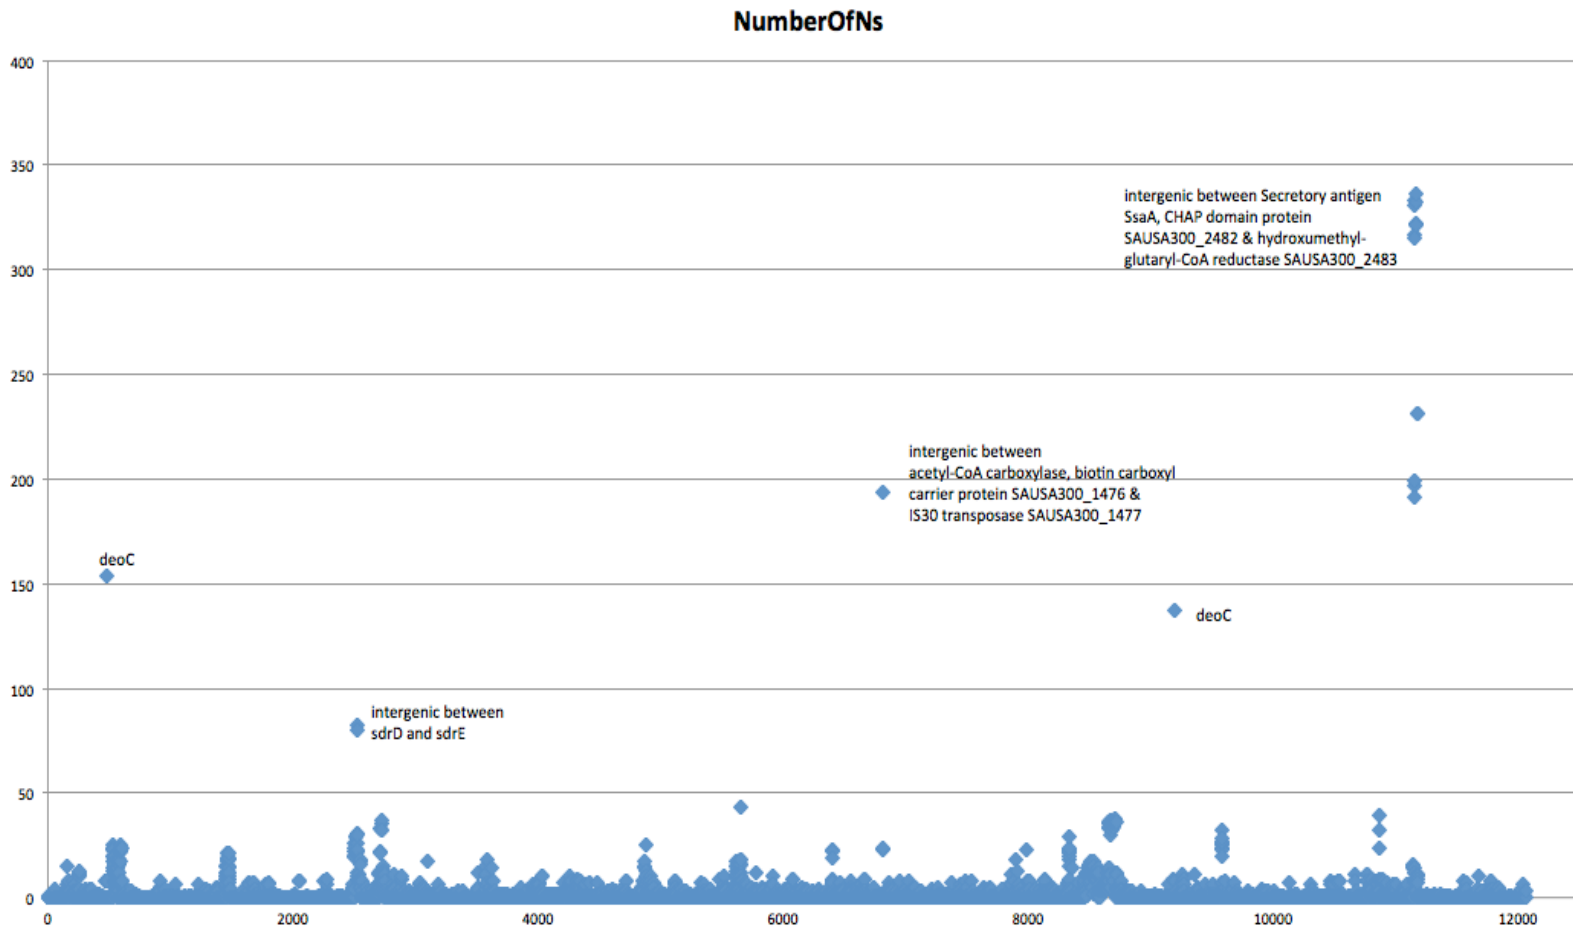 NumberOfNs
400
350
intergenic between Secretory antigen
SsaA, CHAP domain protein
SAUSA300_2482 & hydroxumethyl-
glutaryl-CoA reductase SAUSA300_2483
300
250
intergenic between
acetyl-CoA carboxylase, biotin carboxyl
carrier protein SAUSA300_1476 &
IS30 transposase SAUSA300_1477
200
deoC
150
deoC
100
intergenic between
sdrD and sdrE
50
0
0 2000 4000 6000 8000 10000 12000